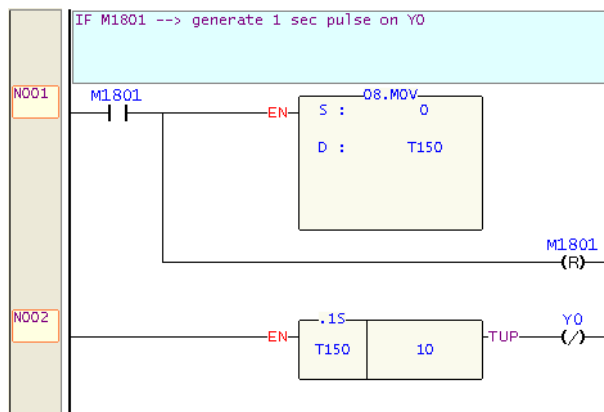 IF M1801 --> generate 1 sec pulse on Y0
N001
M1801
08.MOV
EN
S : 0
D : T150
M1801
(R)
N002
.1S
EN
T150 10
TUP
Y0
(/)